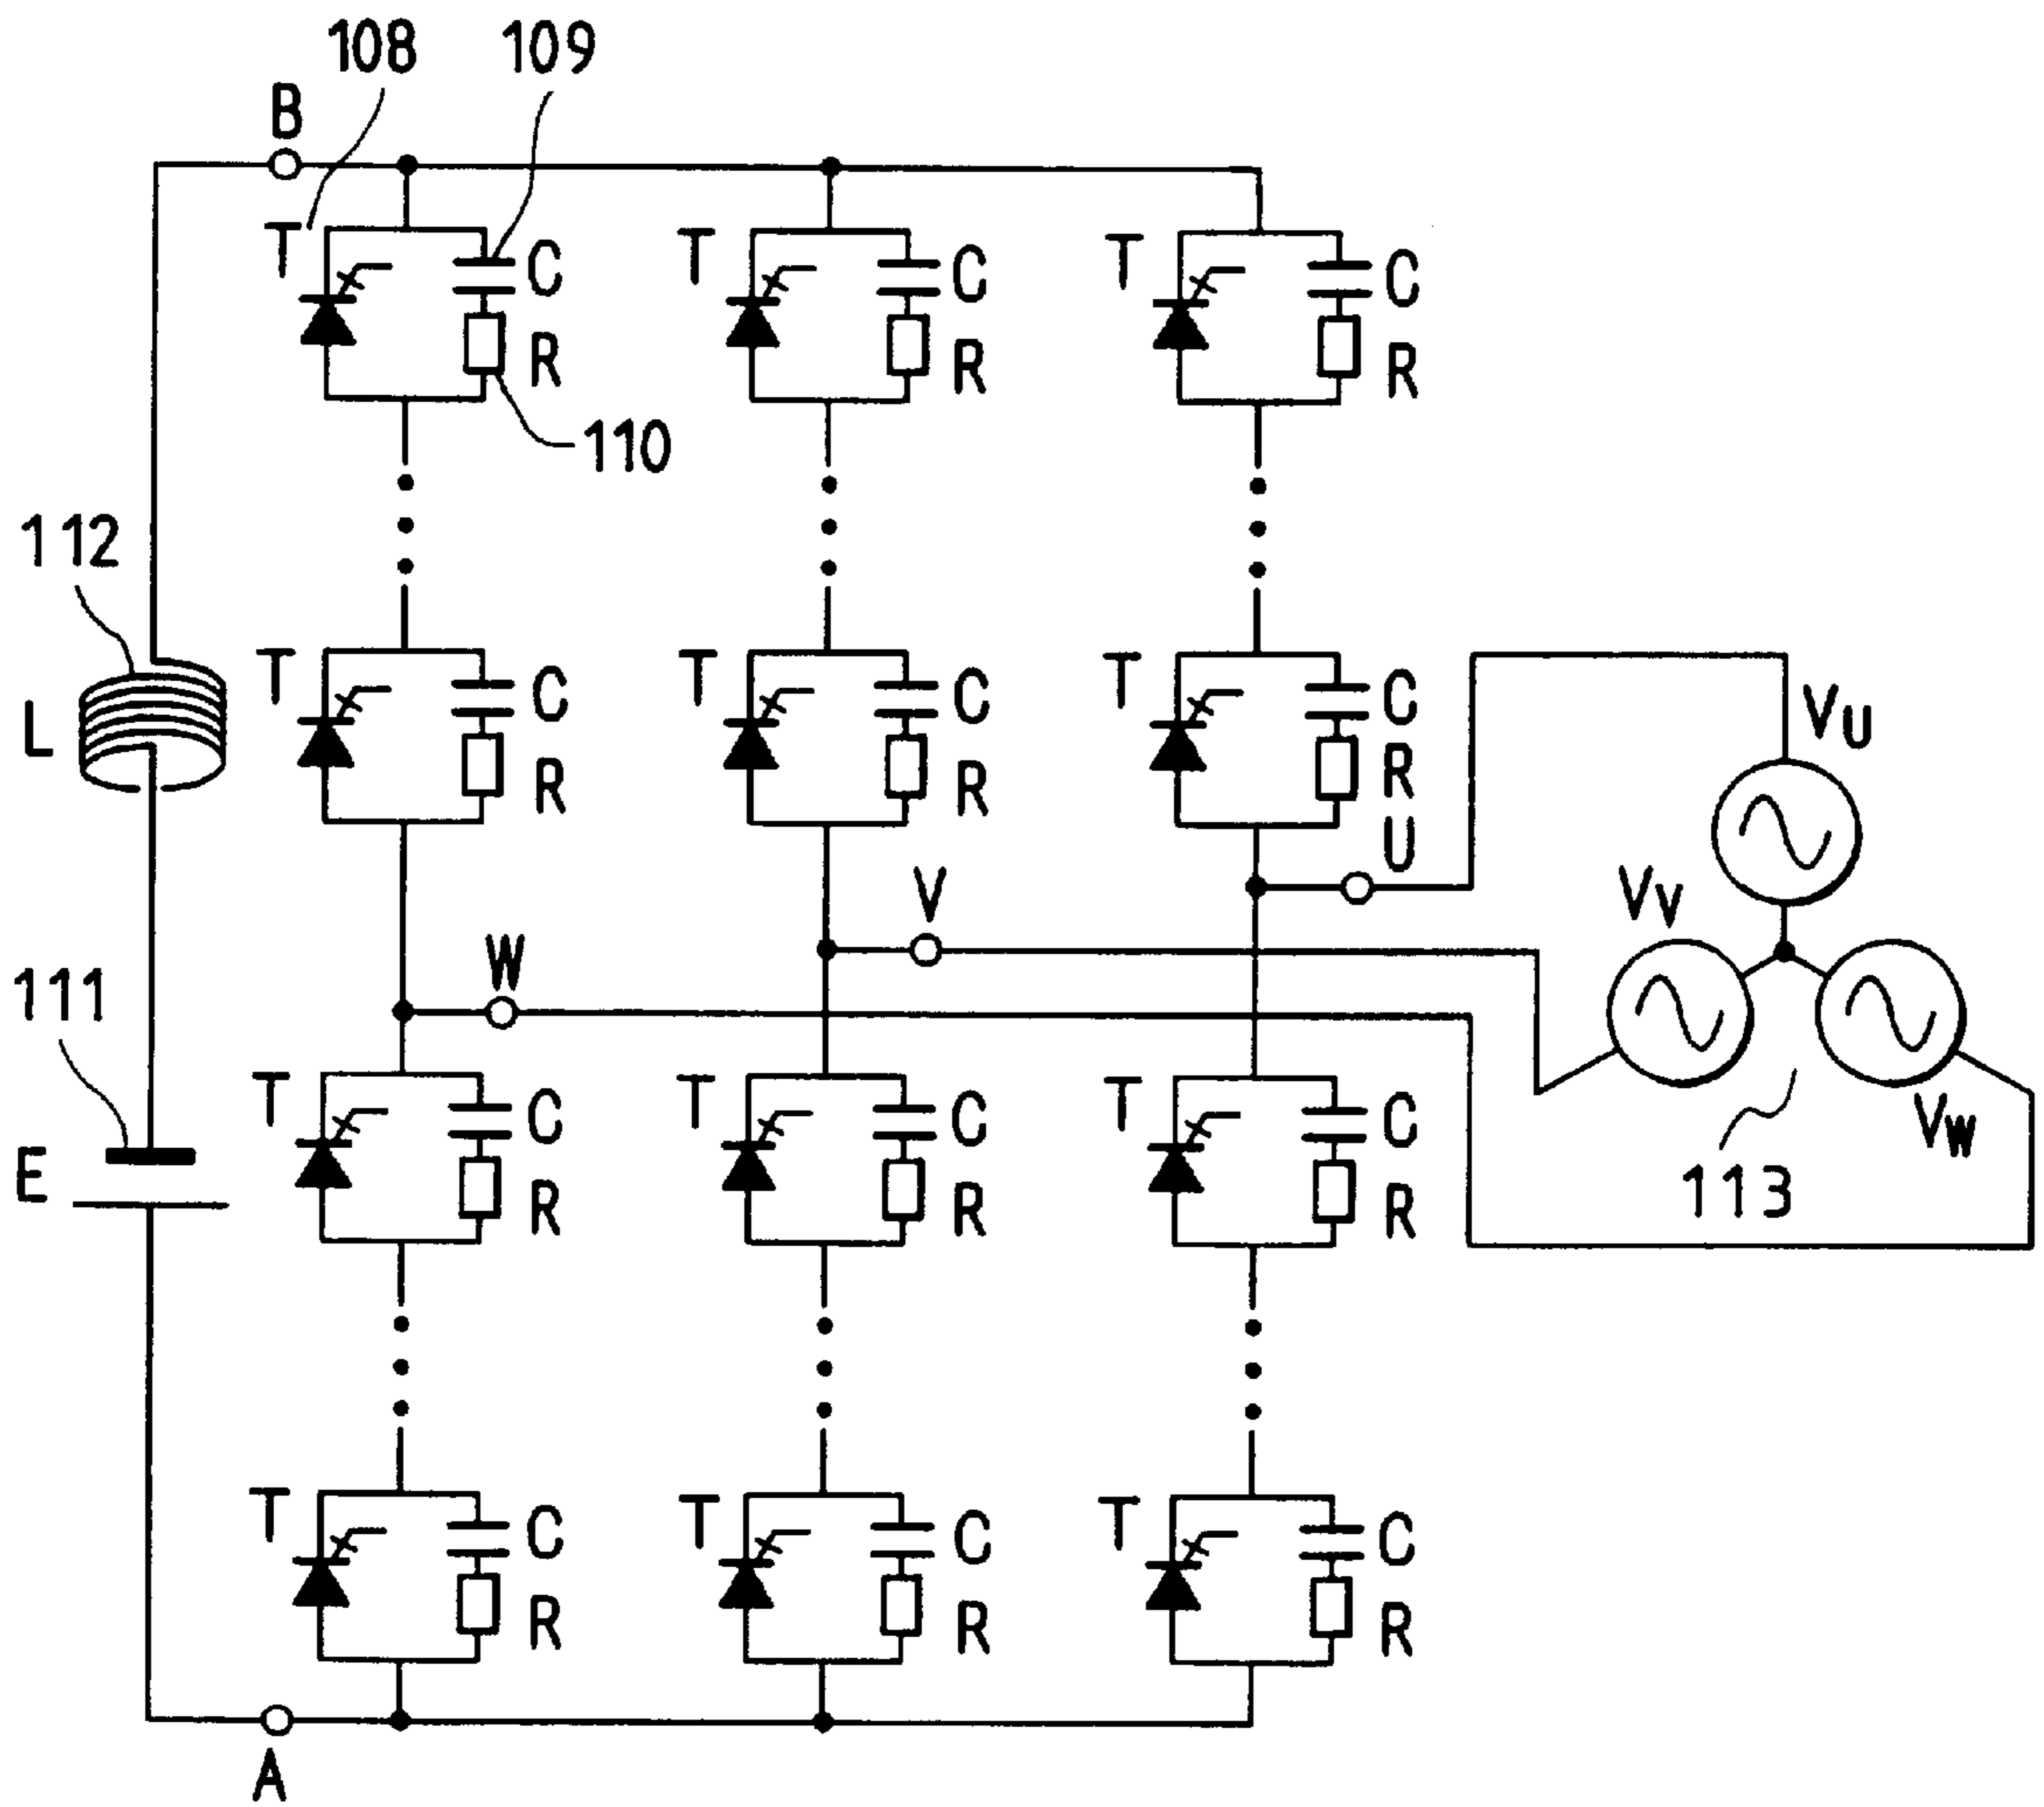 108 109
B
T C T C T C
R R R
110
112
T C T C T C
L R R R
VU
U
V
VV
W
111
T C T C T C
E R R R
VW
113
T C T C T C
R R R
A